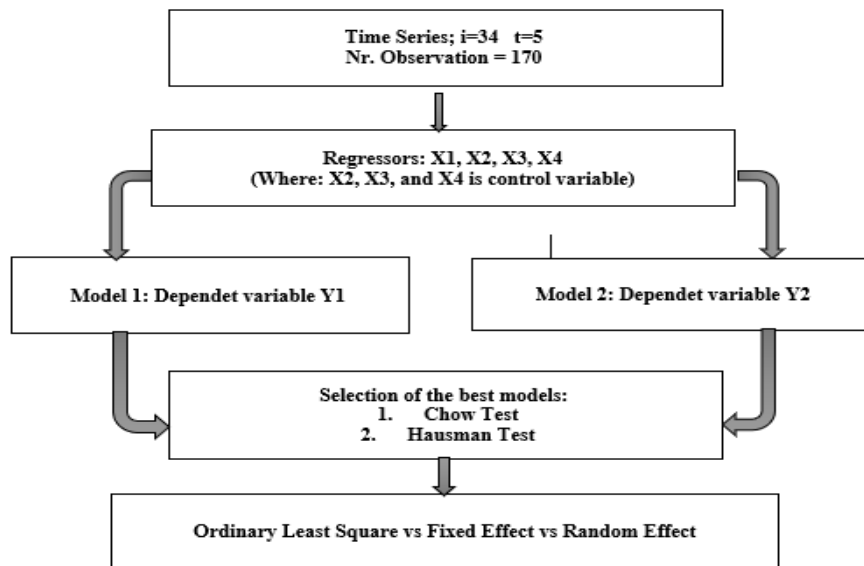 Time Series; i=34 t=5
Nr. Observation = 170
Regressors: X1, X2, X3, X4
(Where: X2, X3, and X4 is control variable)
Model 1: Dependet variable Y1
Model 2: Dependet variable Y2
Selection of the best models:
1. Chow Test
2. Hausman Test
Ordinary Least Square vs Fixed Effect vs Random Effect